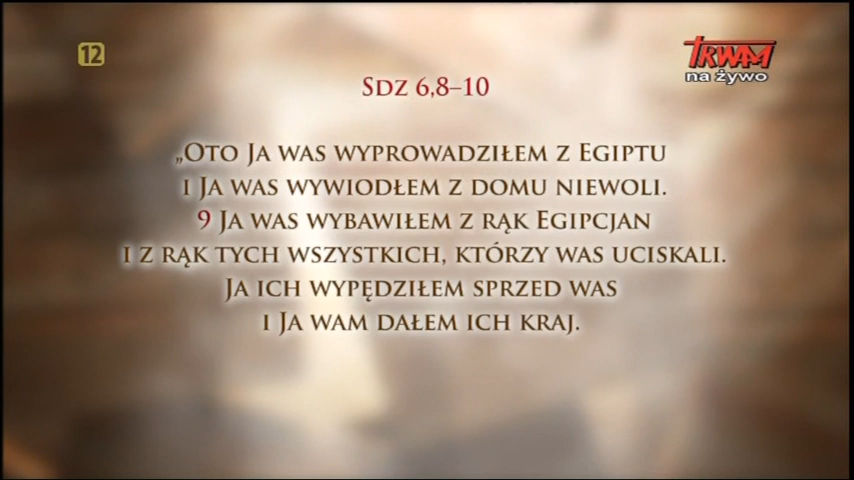 12
TRWAM
na żywo
Sdz 6,8–10
„Oto Ja was wyprowadziłem z Egiptu
i Ja was wywiodłem z domu niewoli.
9 Ja was wybawiłem z rąk Egipcjan
i z rąk tych wszystkich, którzy was uciskali.
Ja ich wypędziłem sprzed was
i Ja wam dałem ich kraj.